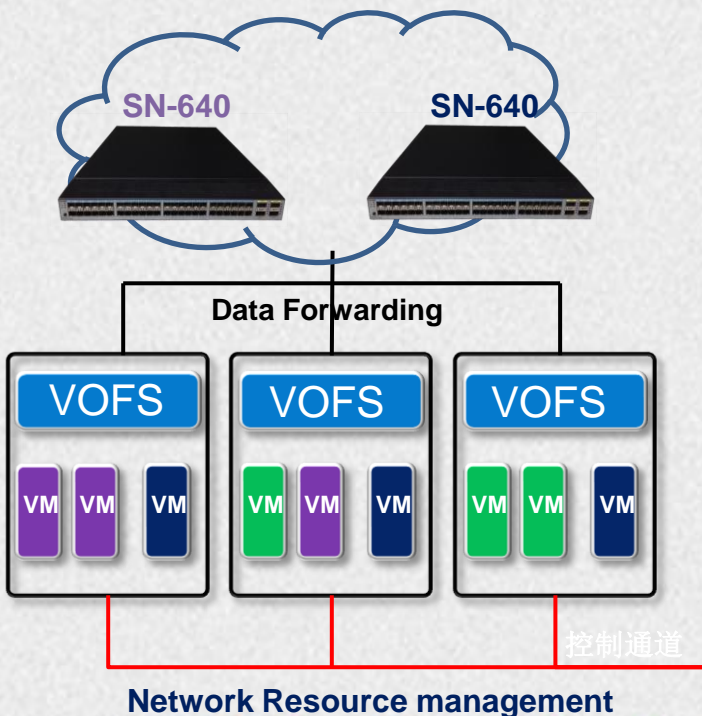 SN-640
SN-640
Data Forwarding
VOFS
VOFS
VOFS
VM
VM
VM
VM
VM
VM
VM
VM
VM
控制通道
Network Resource management